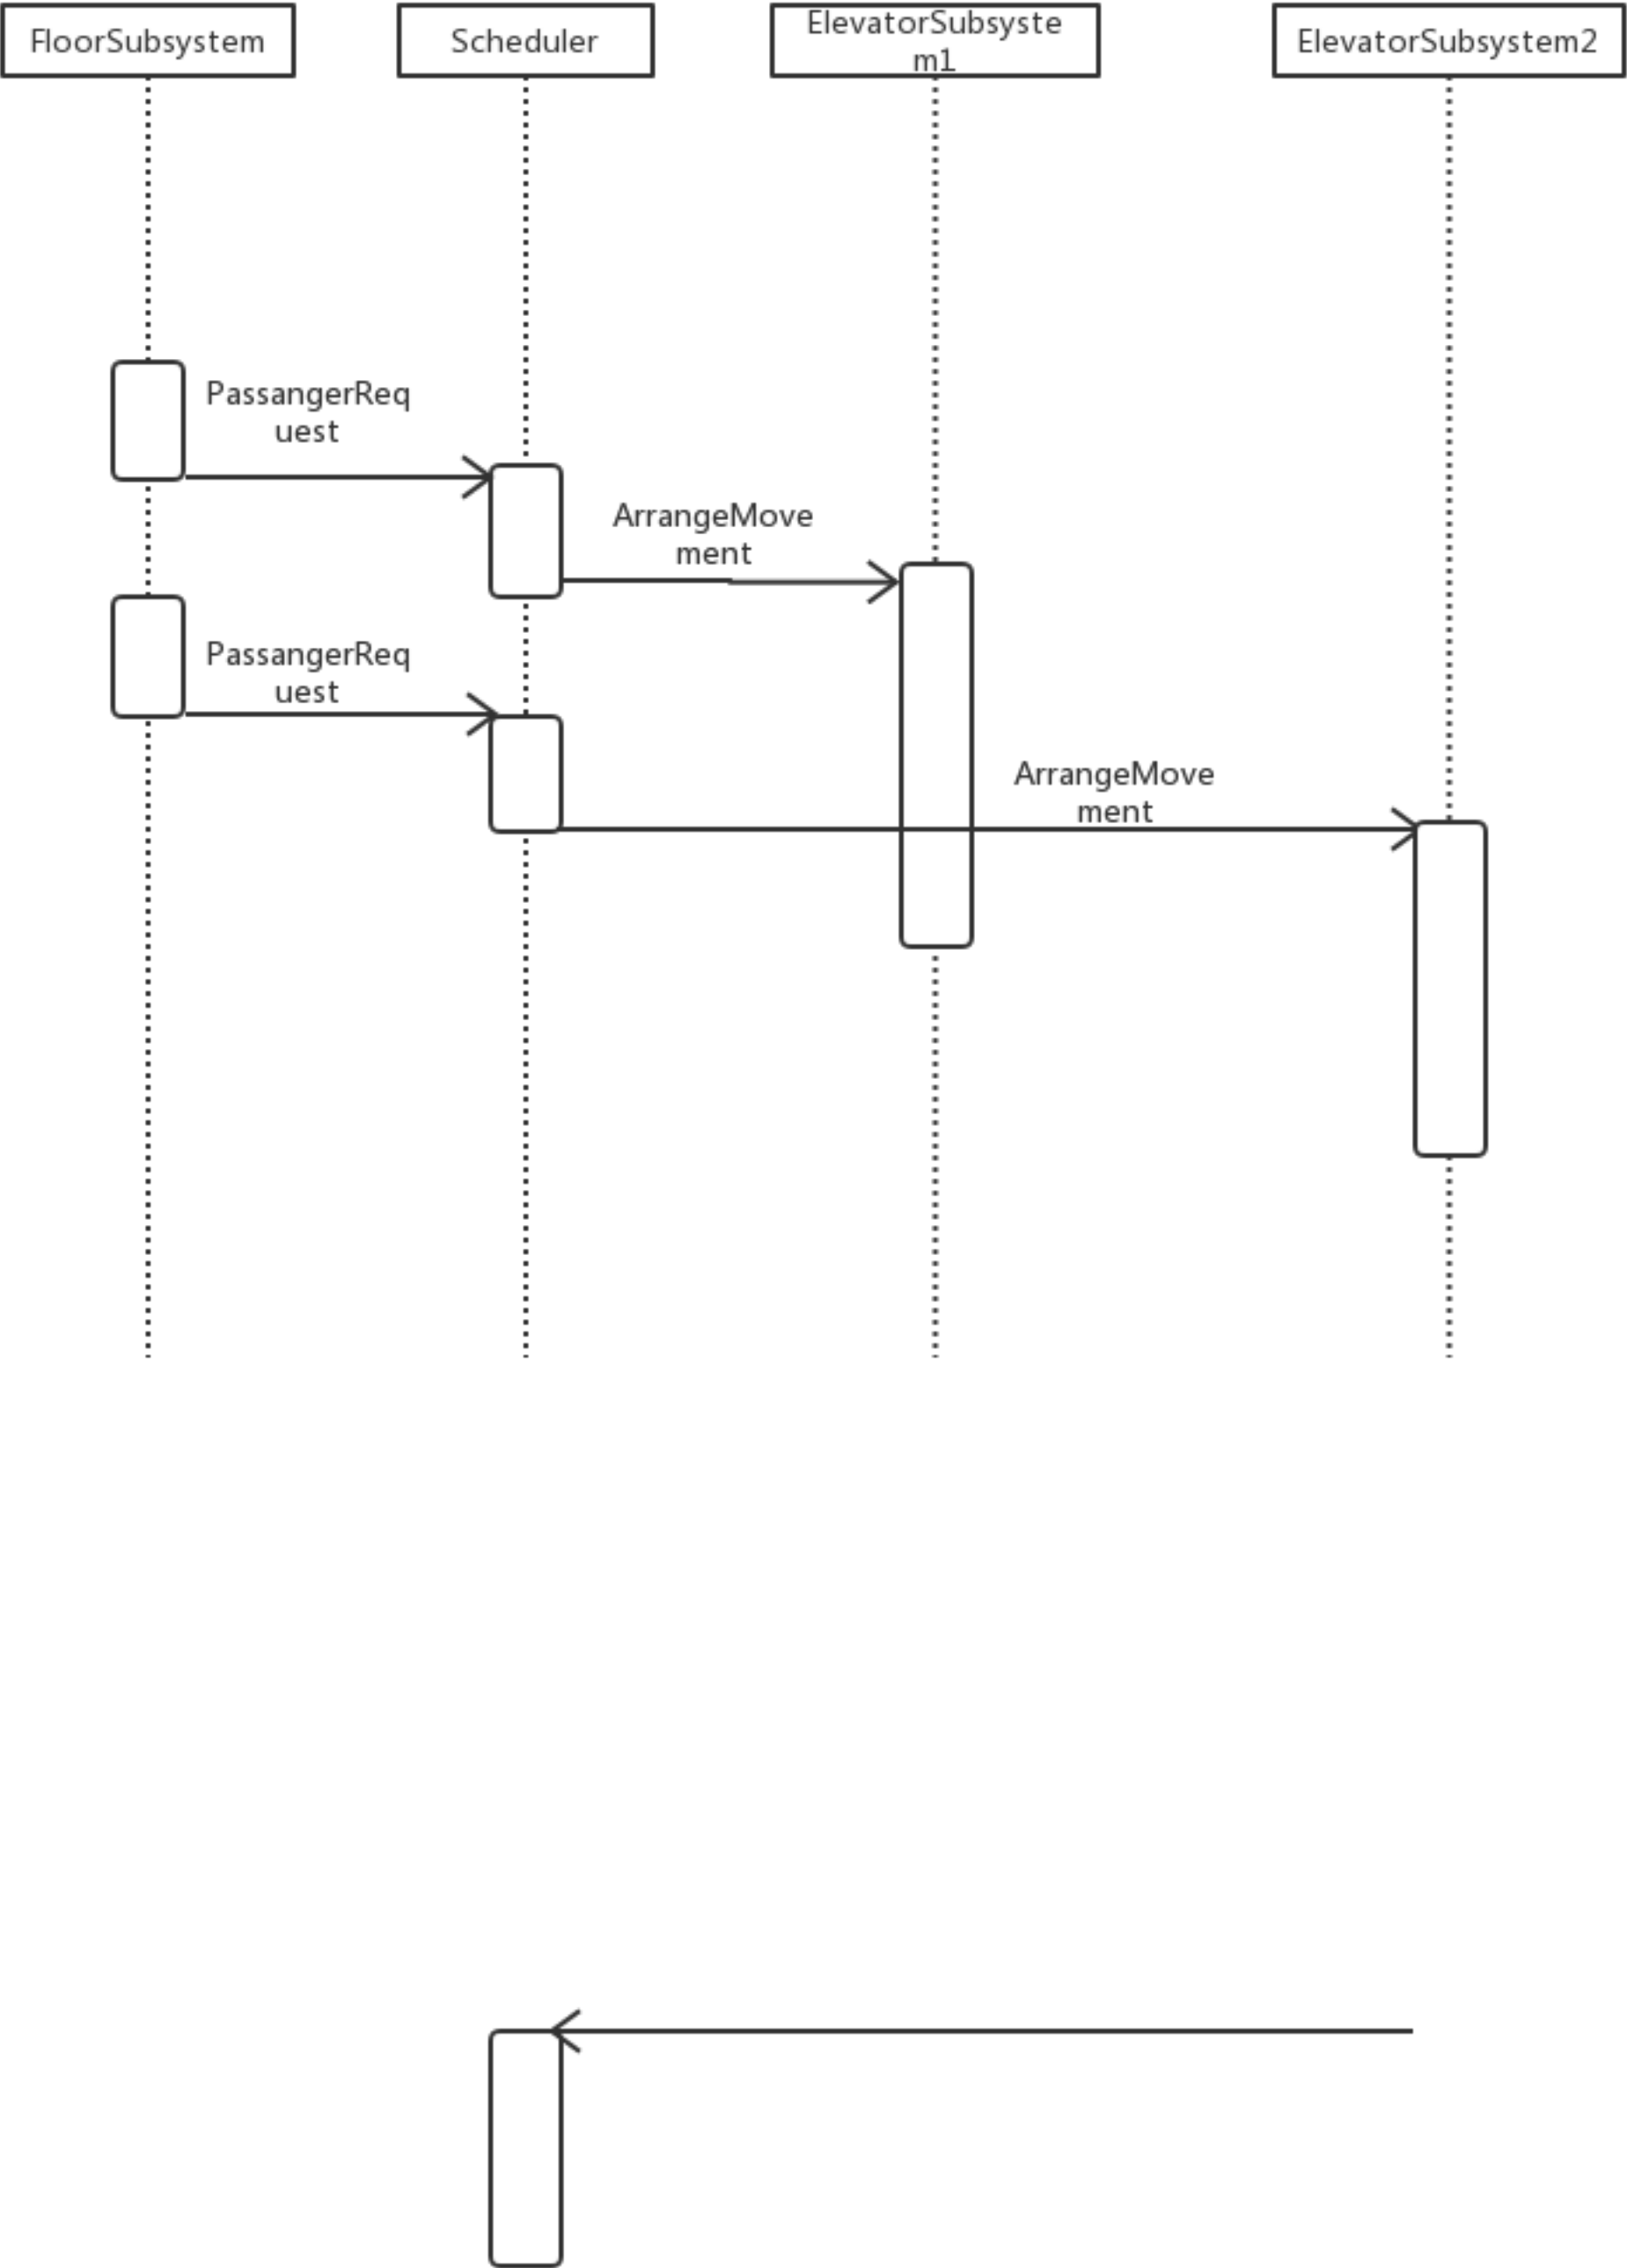 FloorSubsystem
Scheduler
ElevatorSubsyste
m1
ElevatorSubsystem2
PassangerReq
uest
ArrangeMove
ment
PassangerReq
uest
ArrangeMove
ment